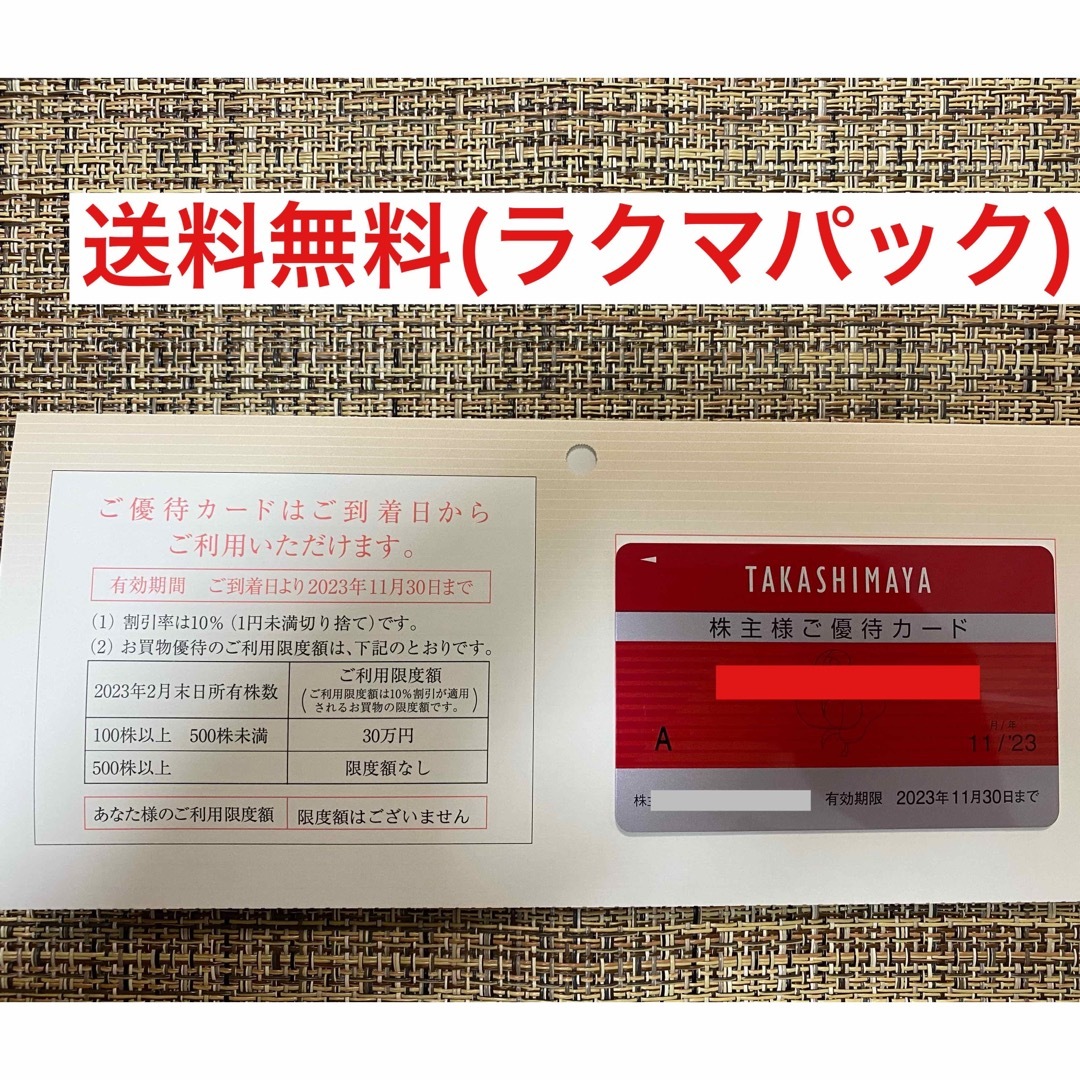 送料無料(ラクマパック)
ご優待カードはご到着日から
ご利用いただけます。
有効期間　ご到着日より2023年11月30日まで
(1) 割引率は10%（1円未満切り捨て）です。
(2) お買物優待のご利用限度額は、下記のとおりです。
2023年2月末日所有株数
ご利用限度額
(ご利用限度額は10%割引が適用
されるお買物の限度額です。)
100株以上　500株未満
30万円
500株以上
限度額なし
あなた様のご利用限度額
限度額はございません
TAKASHIMAYA
株主様ご優待カード
A
月/年
11/'23
株主
有効期限　2023年11月30日まで